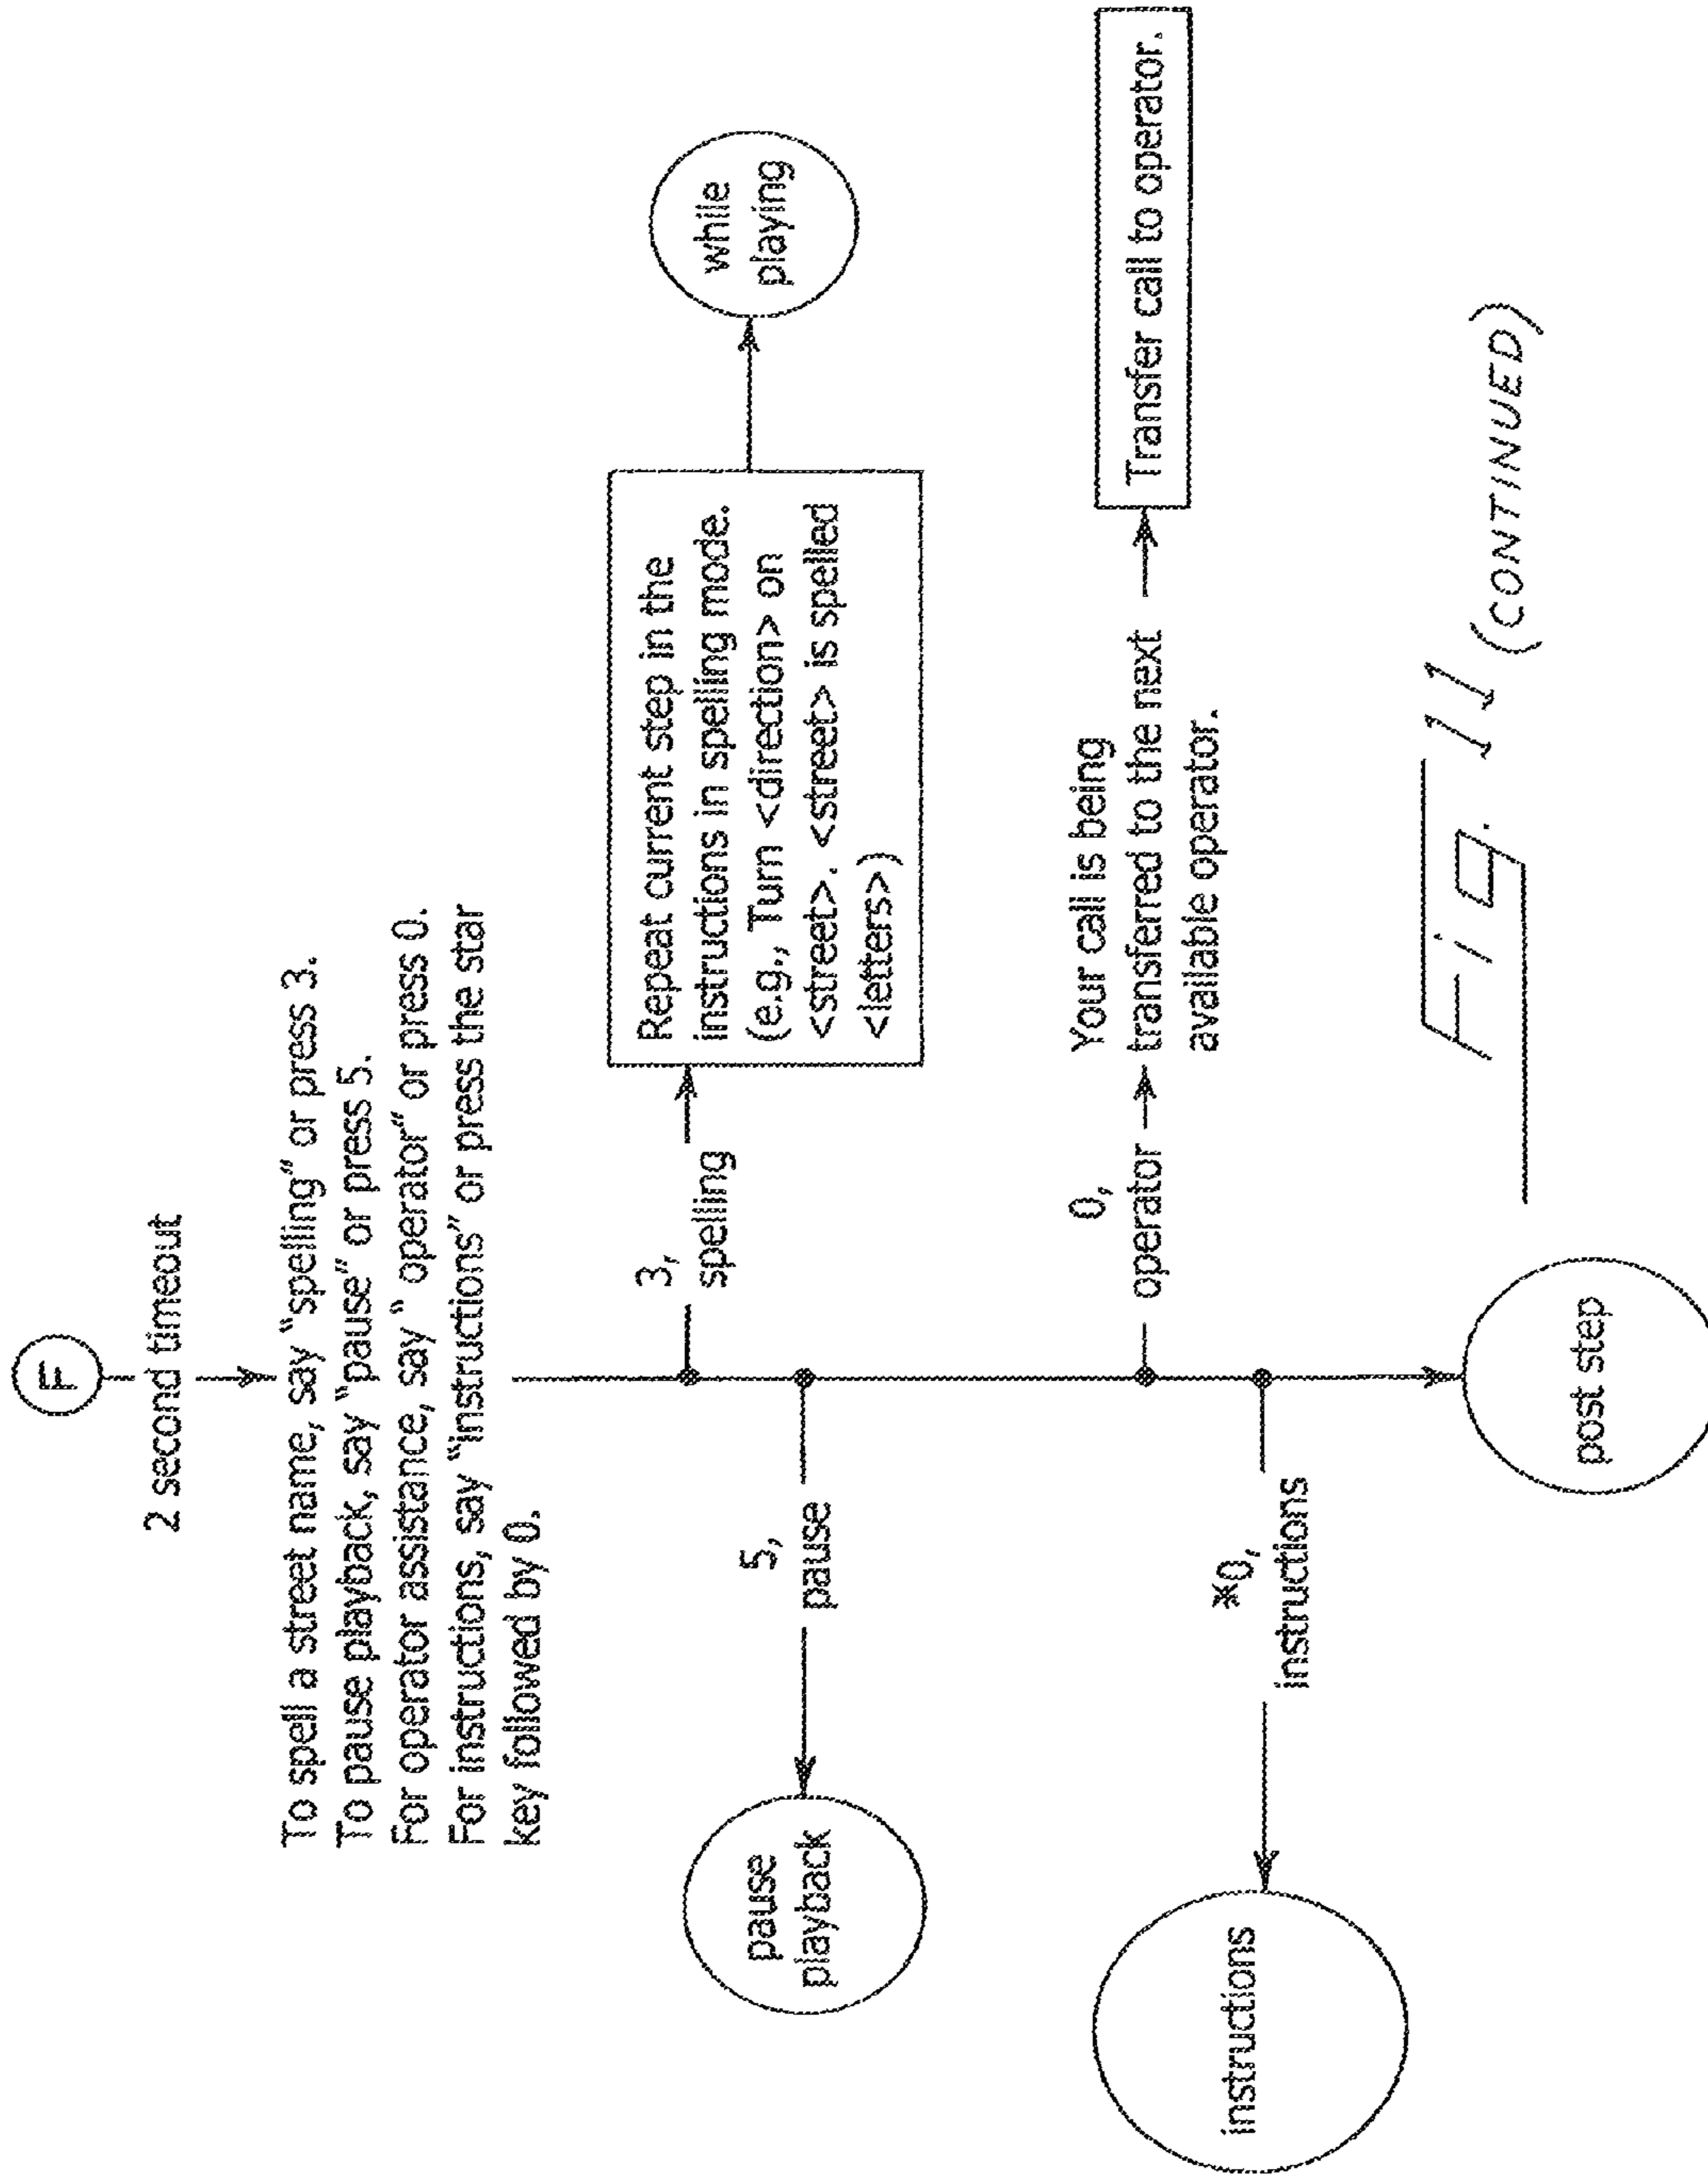 F
2 second timeout
To spell a street name, say "spelling" or press 3.
To pause playback, say "pause" or press 5.
For operator assistance, say " operator" or press 0.
For instructions, say "instructions" or press the star
key followed by 0.
3,
spelling
Repeat current step in the
instructions in spelling mode.
(e.g., Turn <direction> on
<street>. <street> is spelled
<letters>)
while
playing
5,
pause
pause
playback
0,
operator
Your call is being
transferred to the next
available operator.
Transfer call to operator.
*0,
instructions
instructions
post step
Fig. 11 (CONTINUED)